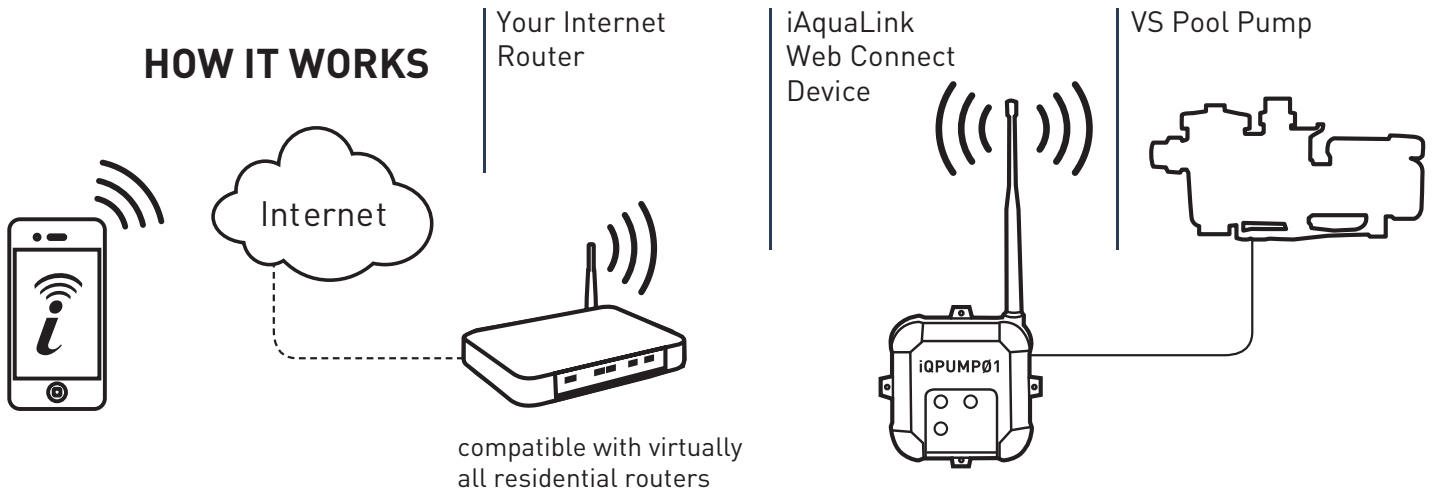 HOW IT WORKS
Your Internet
Router
iAquaLink
Web Connect
Device
VS Pool Pump
Internet
i
iQPUMPØ1
compatible with virtually
all residential routers